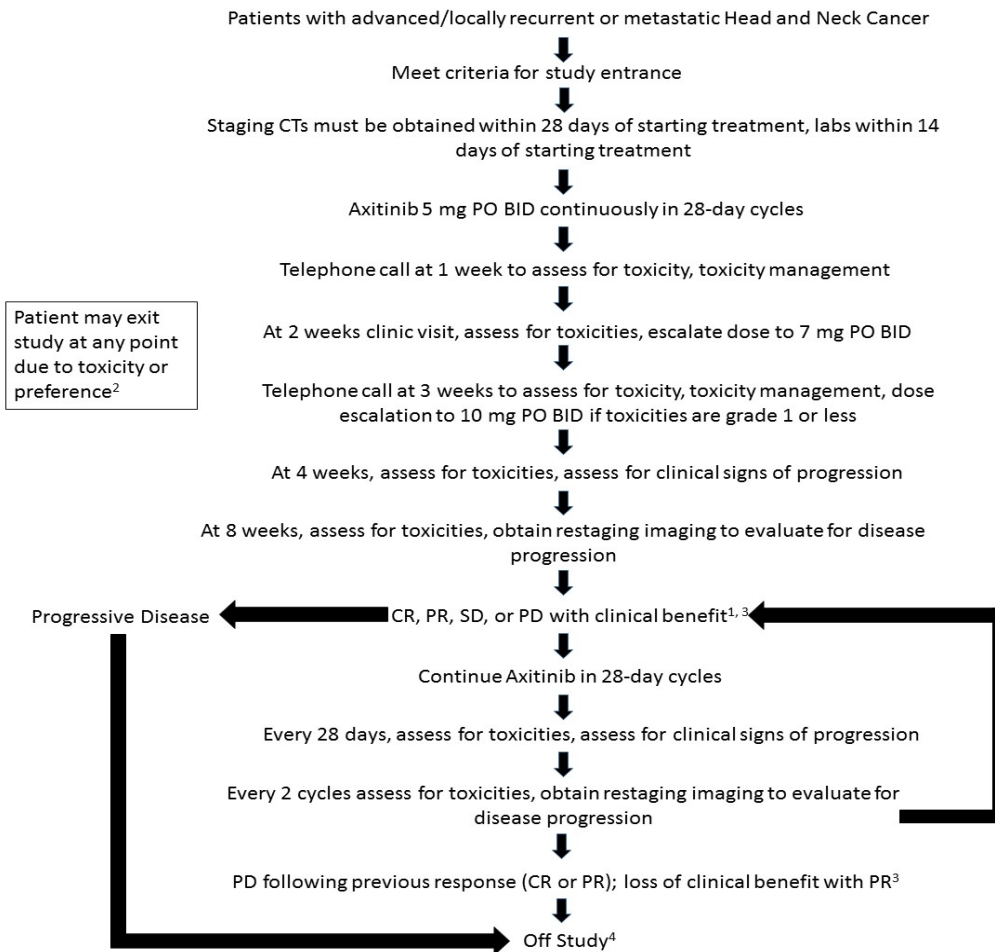 Patients with advanced/locally recurrent or metastatic Head and Neck Cancer
Meet criteria for study entrance
Staging CTs must be obtained within 28 days of starting treatment, labs within 14
days of starting treatment
Axitinib 5 mg PO BID continuously in 28-day cycles
Telephone call at 1 week to assess for toxicity, toxicity management
Patient may exit
study at any point
due to toxicity or
preference²
At 2 weeks clinic visit, assess for toxicities, escalate dose to 7 mg PO BID
Telephone call at 3 weeks to assess for toxicity, toxicity management, dose
escalation to 10 mg PO BID if toxicities are grade 1 or less
At 4 weeks, assess for toxicities, assess for clinical signs of progression
At 8 weeks, assess for toxicities, obtain restaging imaging to evaluate for disease
progression
Progressive Disease
CR, PR, SD, or PD with clinical benefit¹,³
Continue Axitinib in 28-day cycles
Every 28 days, assess for toxicities, assess for clinical signs of progression
Every 2 cycles assess for toxicities, obtain restaging imaging to evaluate for
disease progression
PD following previous response (CR or PR); loss of clinical benefit with PR³
Off Study⁴